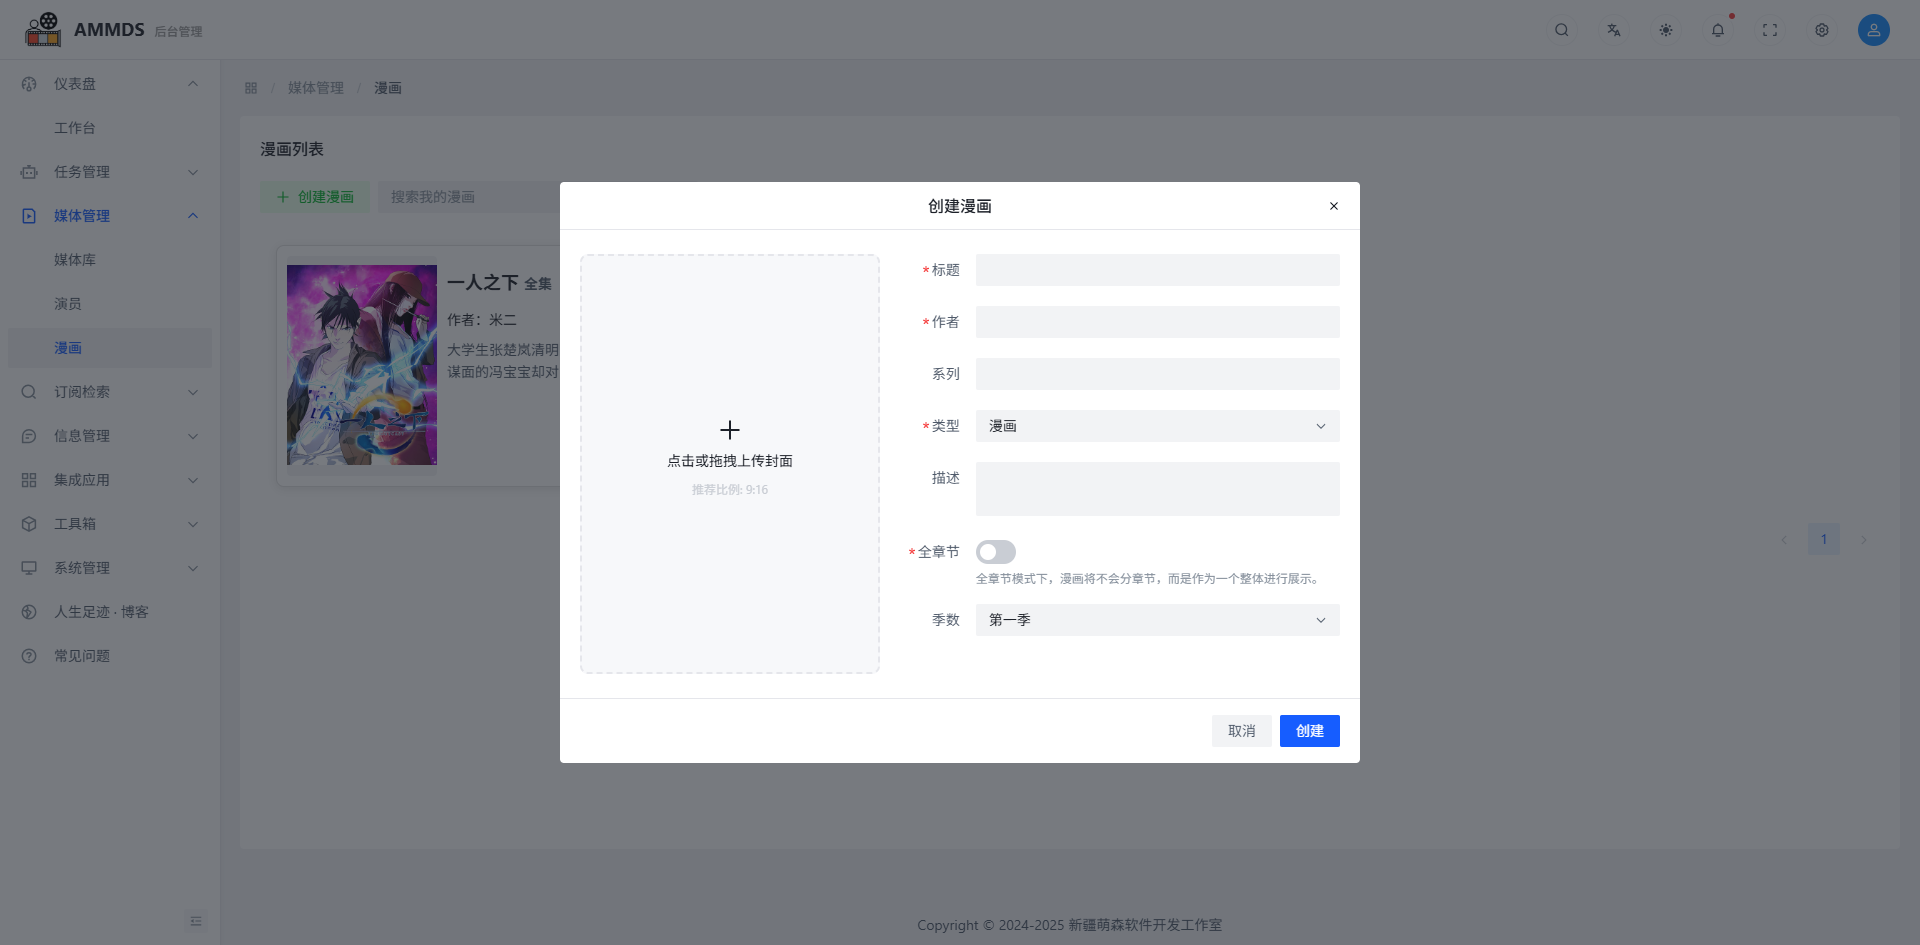 AMMDS 后台管理
仪表盘
工作台
任务管理
媒体管理
媒体库
演员
漫画
订阅检索
信息管理
集成应用
工具箱
系统管理
人生足迹 · 博客
常见问题
/ 媒体管理 / 漫画
漫画列表
创建漫画
搜索我的漫画
一人之下 全集
作者：米二
大学生张楚岚清明
谋面的冯宝宝却对
1
创建漫画
点击或拖拽上传封面
推荐比例: 9:16
*标题
*作者
系列
*类型 漫画
描述
*全章节
全章节模式下，漫画将不会分章节，而是作为一个整体进行展示。
季数 第一季
取消 创建
Copyright © 2024-2025 新疆萌森软件开发工作室